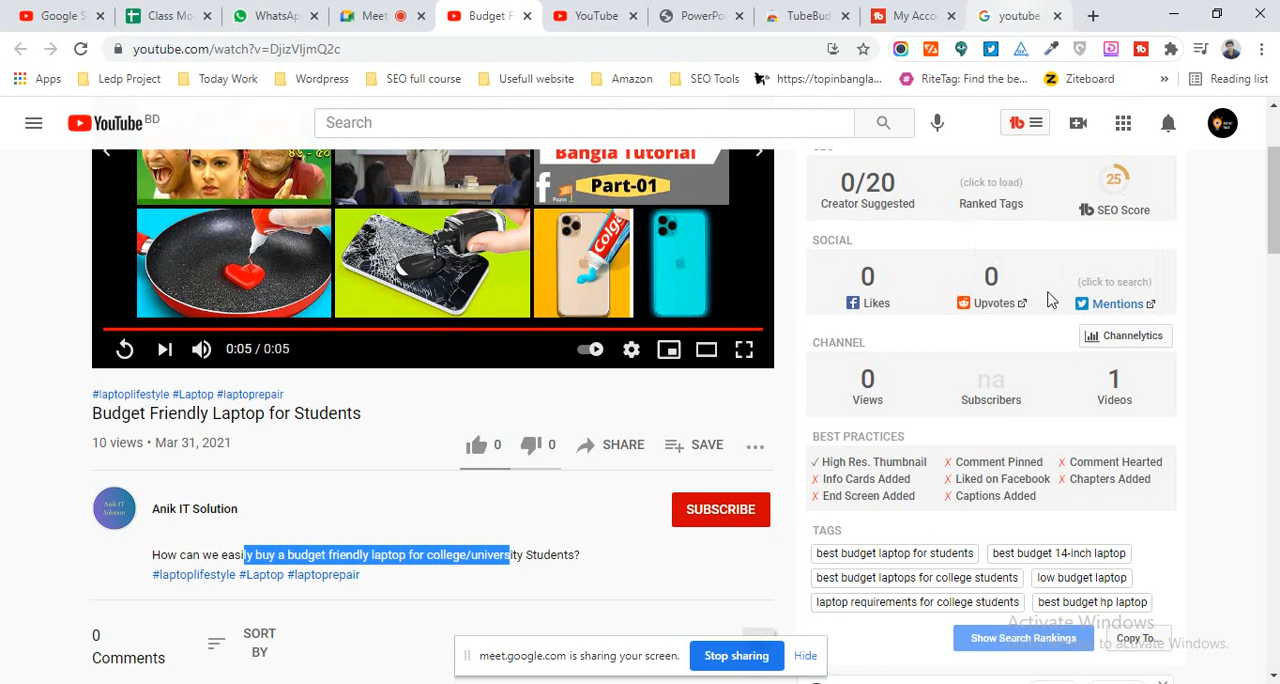 Google S
Class Mo
WhatsAp
Meet
Budget F
YouTube
PowerPoi
TubeBud
My Acco
youtube
youtube.com/watch?v=DjizVljmQ2c
Apps
Ledp Project
Today Work
Wordpress
SEO full course
Usefull website
Amazon
SEO Tools
https://topinbangla...
RiteTag: Find the be...
Ziteboard
»
Reading list
YouTube BD
Search
Bangla Tutorial
Part-01
Pages
Colg
0:05 / 0:05
#laptoplifestyle #Laptop #laptoprepair
Budget Friendly Laptop for Students
10 views • Mar 31, 2021
0
0
SHARE
SAVE
Anik IT Solution
Anik IT Solution
SUBSCRIBE
How can we easily buy a budget friendly laptop for college/university Students?
#laptoplifestyle #Laptop #laptoprepair
0 Comments
SORT BY
0/20
Creator Suggested
(click to load)
Ranked Tags
25
tb SEO Score
SOCIAL
0
Likes
0
Upvotes
(click to search)
Mentions
Channelytics
CHANNEL
0
Views
na
Subscribers
1
Videos
BEST PRACTICES
✓ High Res. Thumbnail
✗ Comment Pinned
✗ Comment Hearted
✗ Info Cards Added
✗ Liked on Facebook
✗ Chapters Added
✗ End Screen Added
✗ Captions Added
TAGS
best budget laptop for students
best budget 14-inch laptop
best budget laptops for college students
low budget laptop
laptop requirements for college students
best budget hp laptop
Show Search Rankings
Copy To...
Activate Windows
to activate Windows.
meet.google.com is sharing your screen.
Stop sharing
Hide